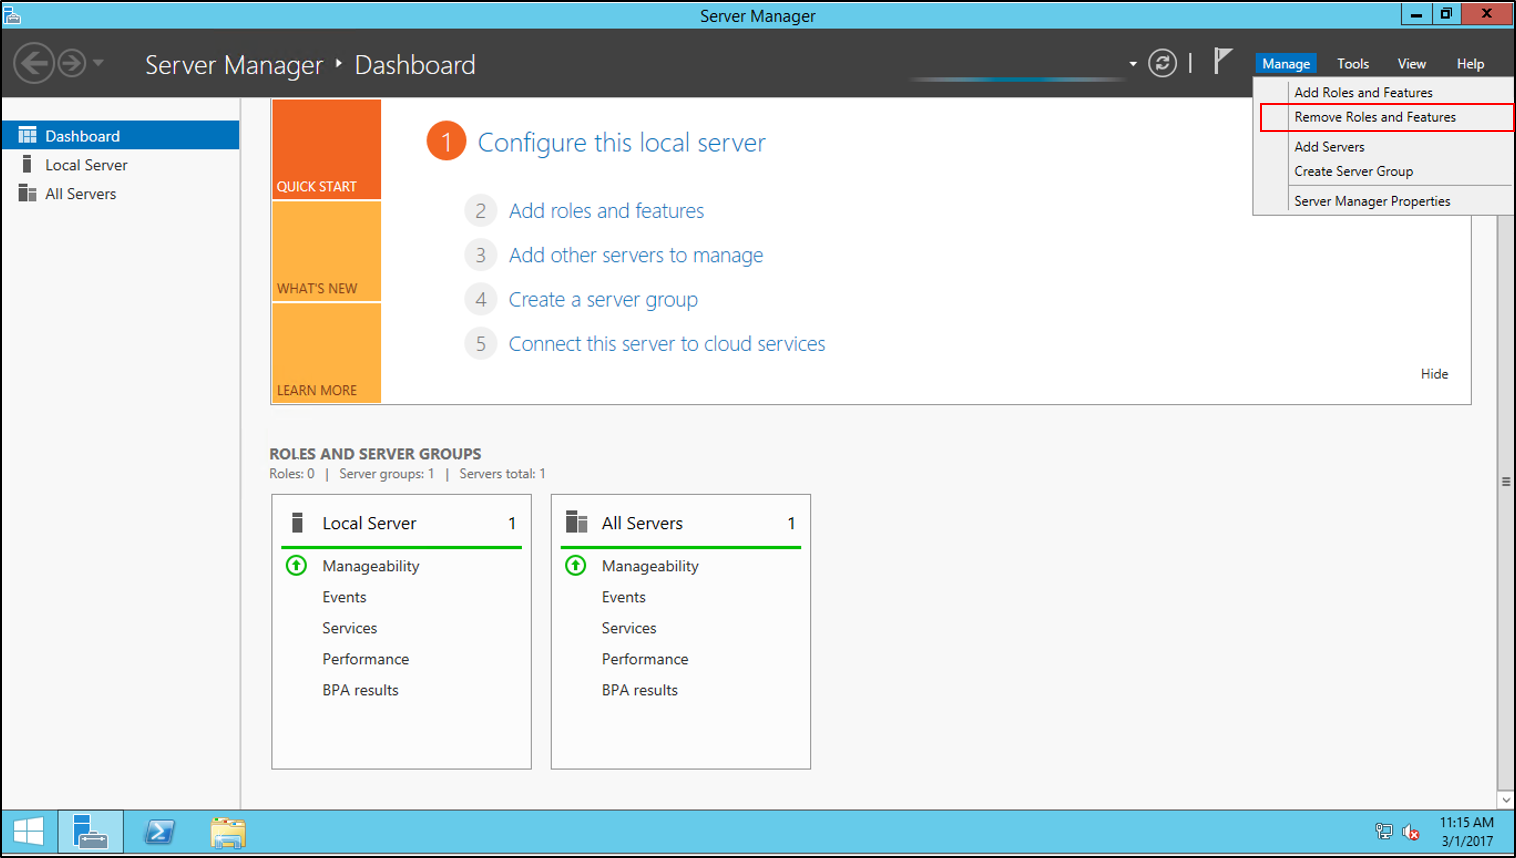 Server Manager
Server Manager ‣ Dashboard
Manage Tools View Help
Add Roles and Features
Remove Roles and Features
Add Servers
Create Server Group
Server Manager Properties
Dashboard
Local Server
All Servers
QUICK START
WHAT'S NEW
LEARN MORE
1 Configure this local server
2 Add roles and features
3 Add other servers to manage
4 Create a server group
5 Connect this server to cloud services
Hide
ROLES AND SERVER GROUPS
Roles: 0 | Server groups: 1 | Servers total: 1
Local Server 1
Manageability
Events
Services
Performance
BPA results
All Servers 1
Manageability
Events
Services
Performance
BPA results
11:15 AM
3/1/2017